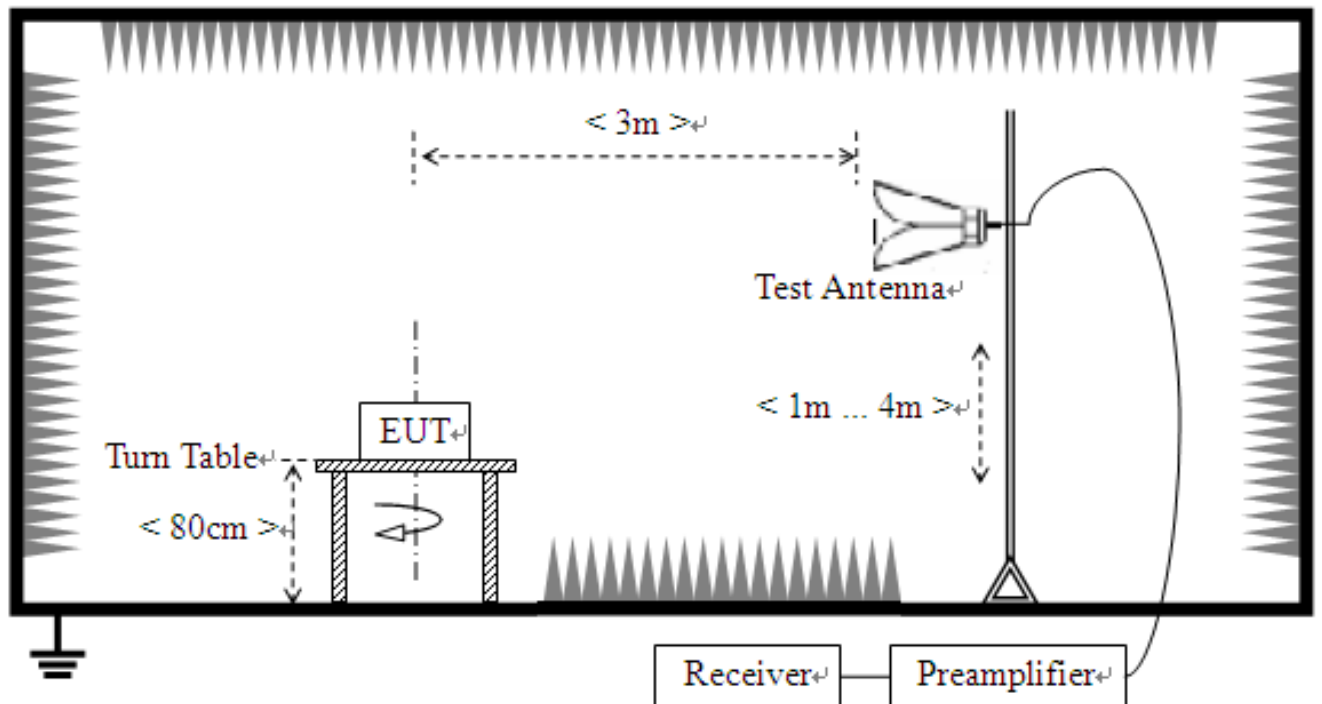 < 3m >↵
Test Antenna↵
< 1m ... 4m >↵
EUT↵
Turn Table↵
< 80cm >↵
Receiver↵
Preamplifier↵